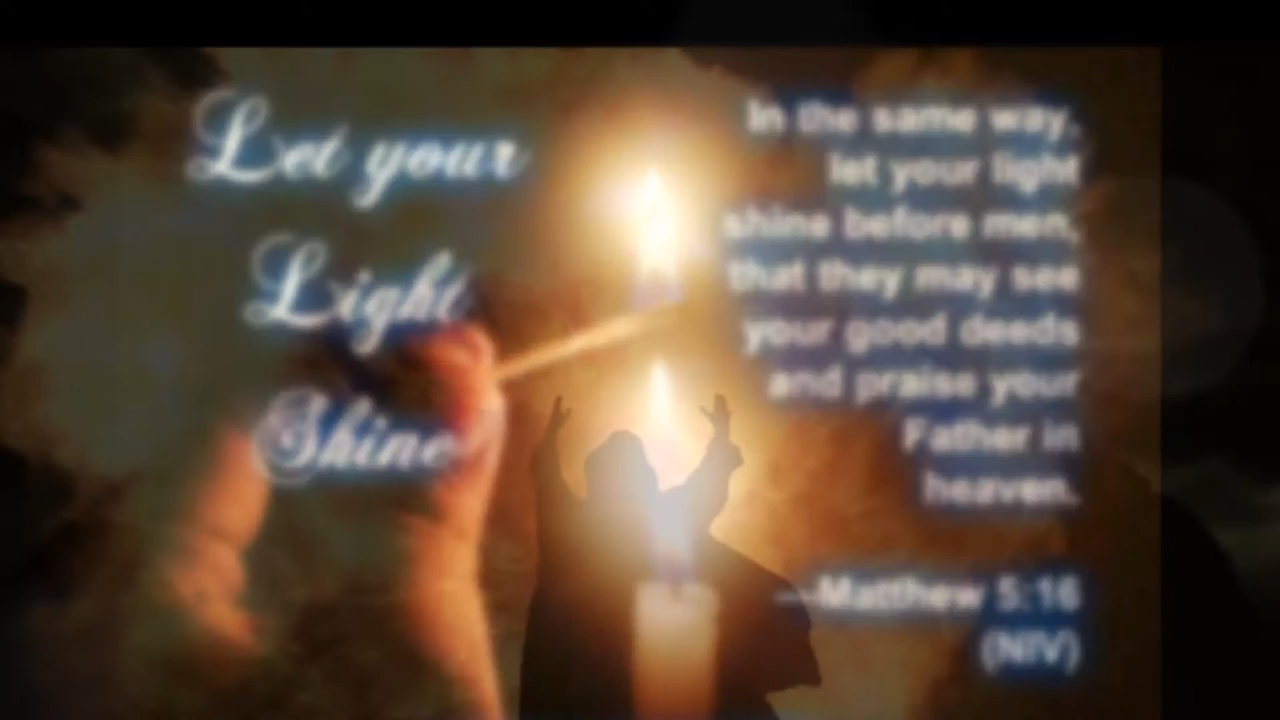 Let your
Light
Shine
In the same way,
let your light
shine before men,
that they may see
your good deeds
and praise your
Father in
heaven.
—Matthew 5:16
(NIV)